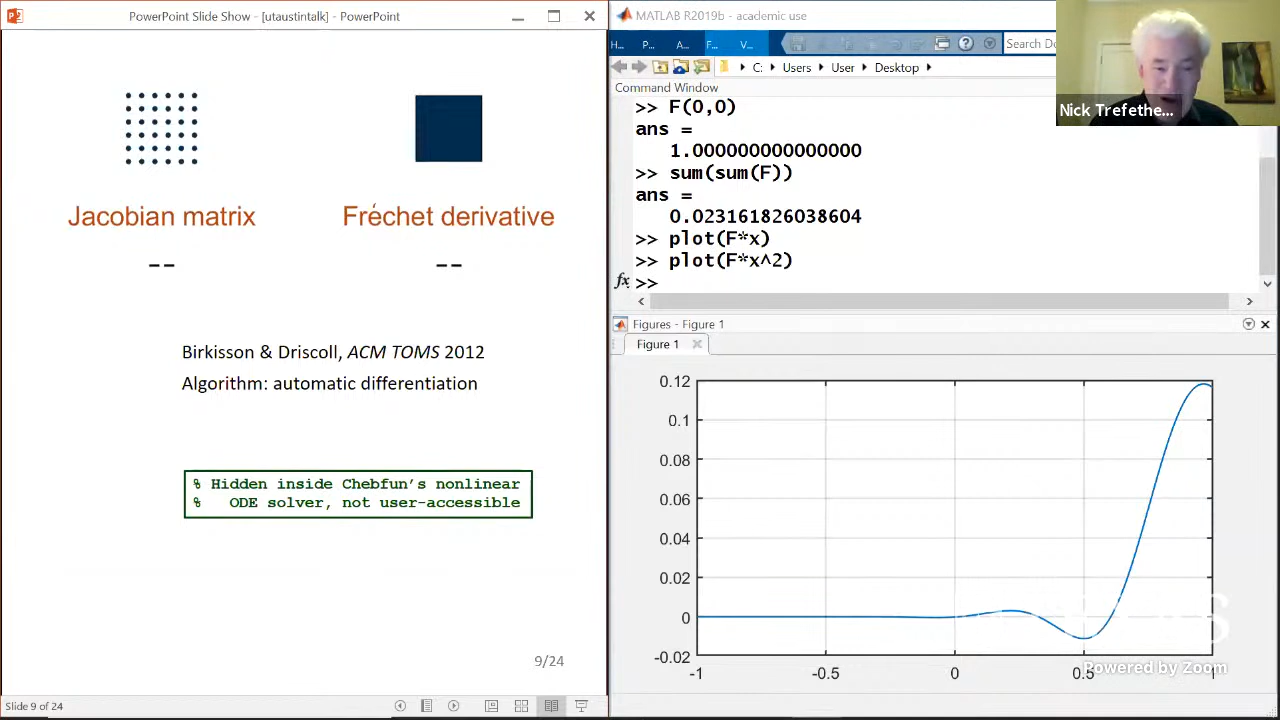 PowerPoint Slide Show - [utaustintalk] - PowerPoint
Jacobian matrix
Fréchet derivative
--
--
Birkisson & Driscoll, ACM TOMS 2012
Algorithm: automatic differentiation
% Hidden inside Chebfun's nonlinear
% ODE solver, not user-accessible
9/24
Slide 9 of 24
MATLAB R2019b - academic use
H... P... A... F... V...
Search Do
C: Users User Desktop
Command Window
>> F(0,0)
ans =
1.000000000000000
>> sum(sum(F))
ans =
0.023161826038604
>> plot(F*x)
>> plot(F*x^2)
fx >>
Nick Trefethe...
Figures - Figure 1
Figure 1
0.12
0.1
0.08
0.06
0.04
0.02
0
-0.02
-1 -0.5 0 0.5 1
Powered by Zoom